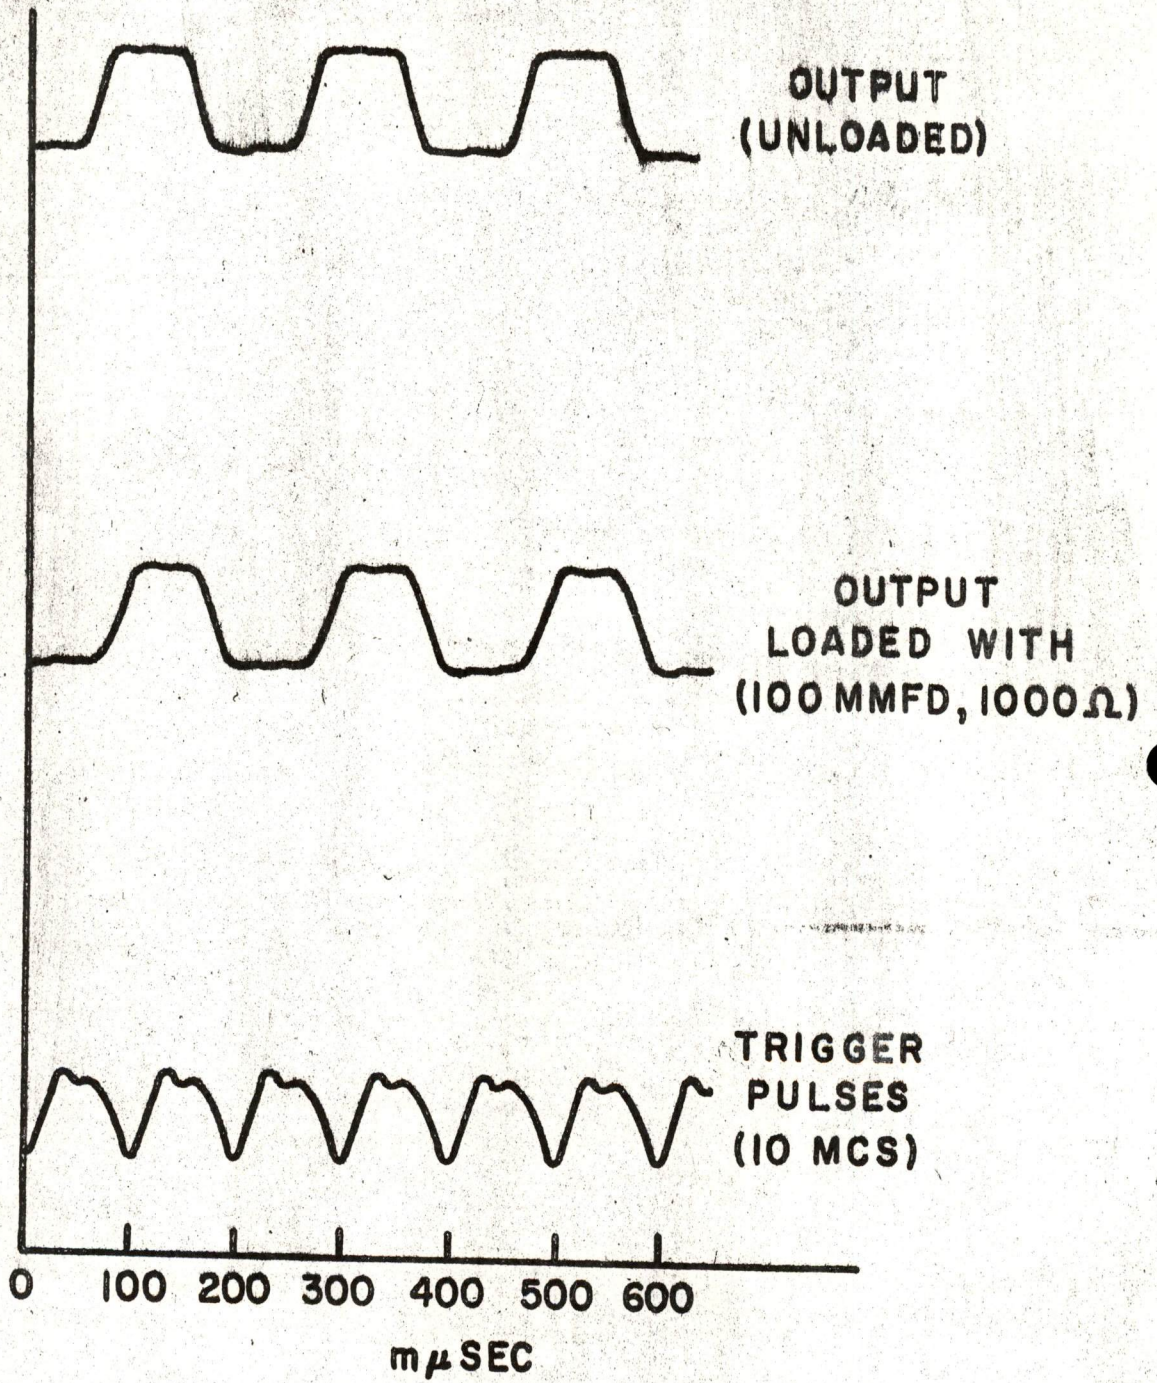 OUTPUT
(UNLOADED)
OUTPUT
LOADED WITH
(100 MMFD, 1000Ω)
TRIGGER
PULSES
(10 MCS)
0 100 200 300 400 500 600
mμSEC